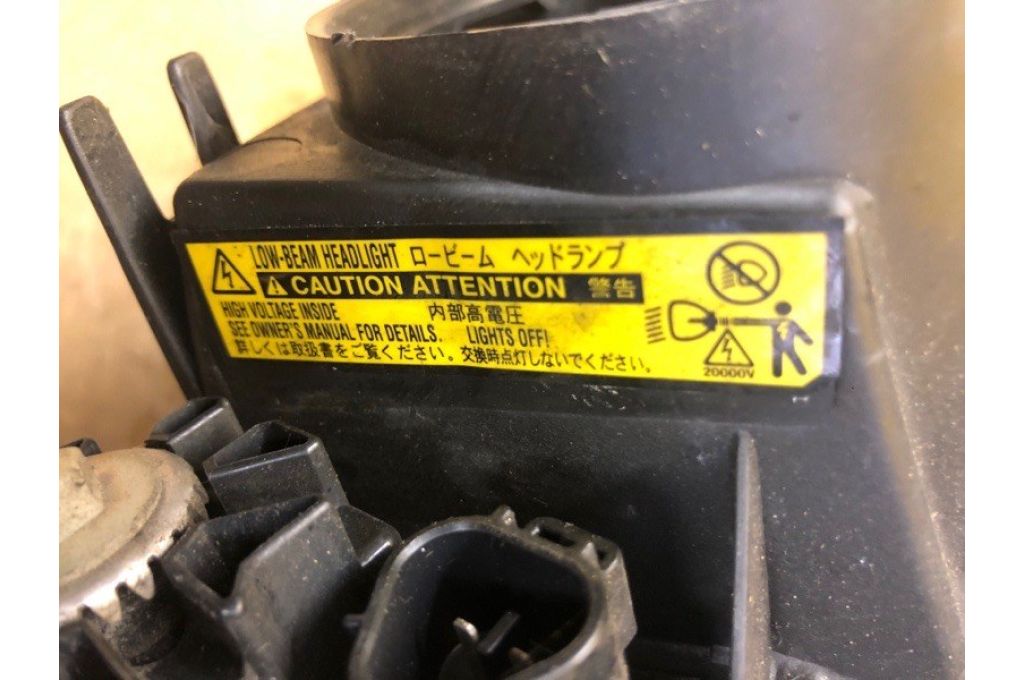 LOW-BEAM HEADLIGHT ロービーム ヘッドランプ
CAUTION ATTENTION 警告
HIGH VOLTAGE INSIDE 内部高電圧
SEE OWNER'S MANUAL FOR DETAILS. LIGHTS OFF!
詳しくは取扱書をご覧ください。交換時点灯しないでください。
20000V